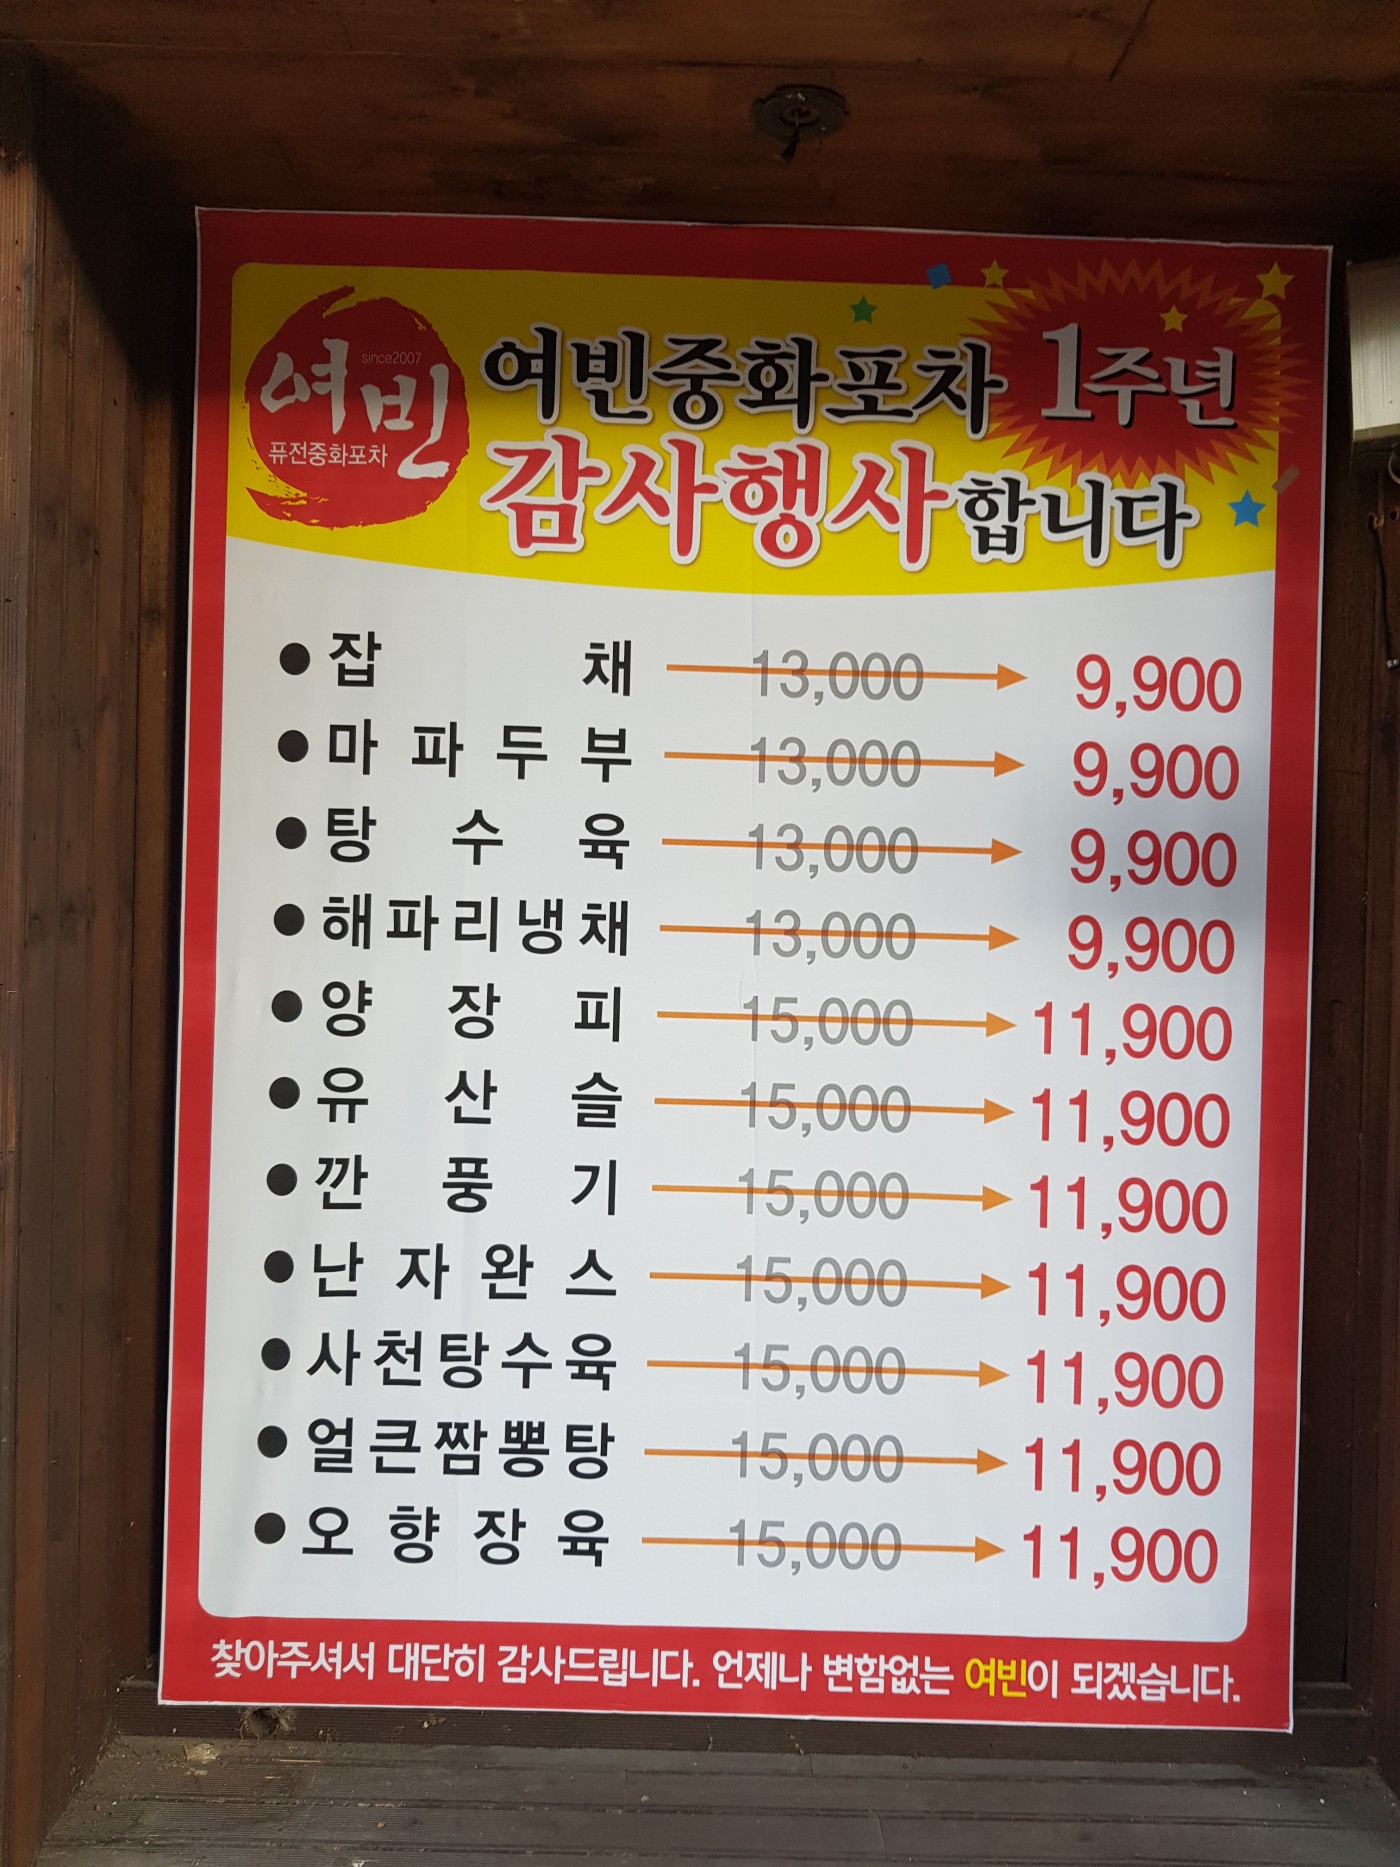 since2007
여빈
퓨전중화포차
여빈중화포차 1주년
감사행사합니다
● 잡채 → 13,000 9,900
● 마파두부 → 13,000 9,900
● 탕수육 → 13,000 9,900
● 해파리냉채 → 13,000 9,900
● 양장피 → 15,000 11,900
● 유산슬 → 15,000 11,900
● 깐풍기 → 15,000 11,900
● 난자완스 → 15,000 11,900
● 사천탕수육 → 15,000 11,900
● 얼큰짬뽕탕 → 15,000 11,900
● 오향장육 → 15,000 11,900
찾아주셔서 대단히 감사드립니다. 언제나 변함없는 여빈이 되겠습니다.